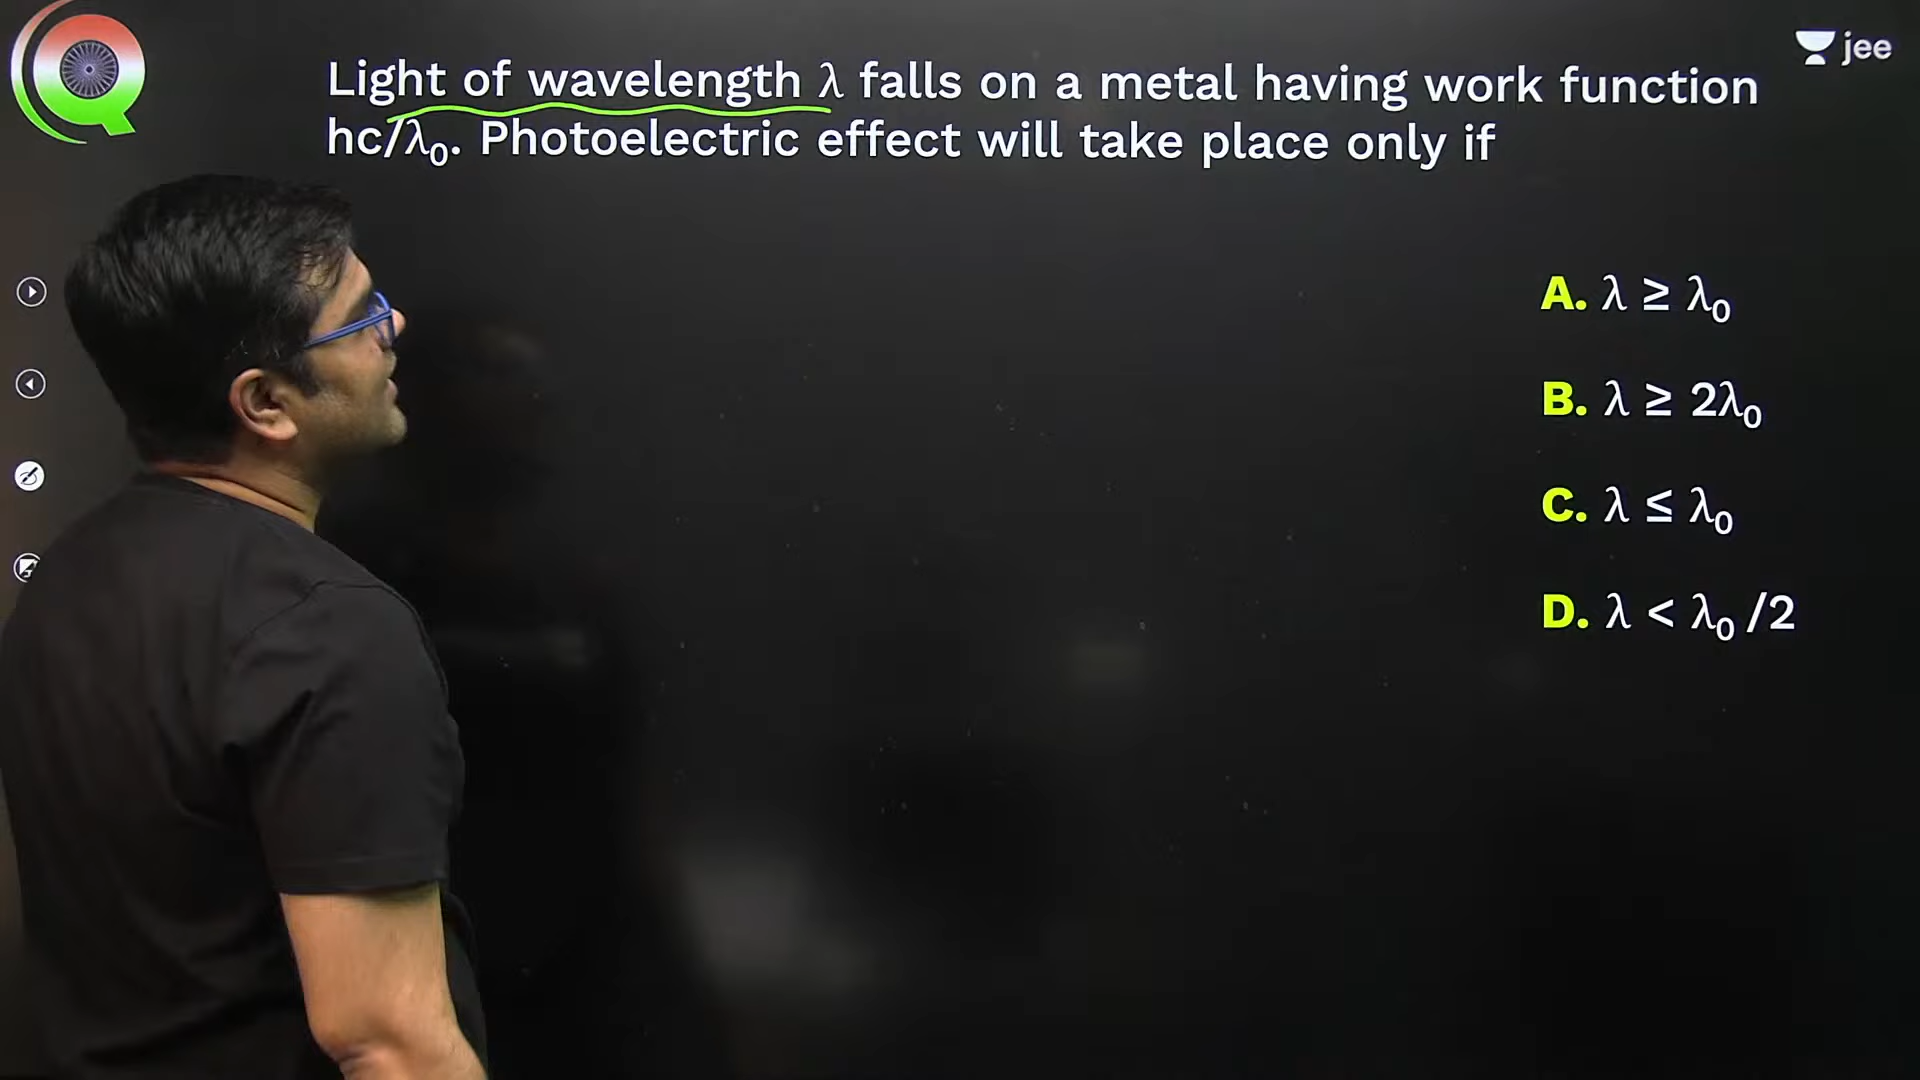 jee
Light of wavelength λ falls on a metal having work function
hc/λ₀. Photoelectric effect will take place only if
A. λ ≥ λ₀
B. λ ≥ 2λ₀
C. λ ≤ λ₀
D. λ < λ₀ /2